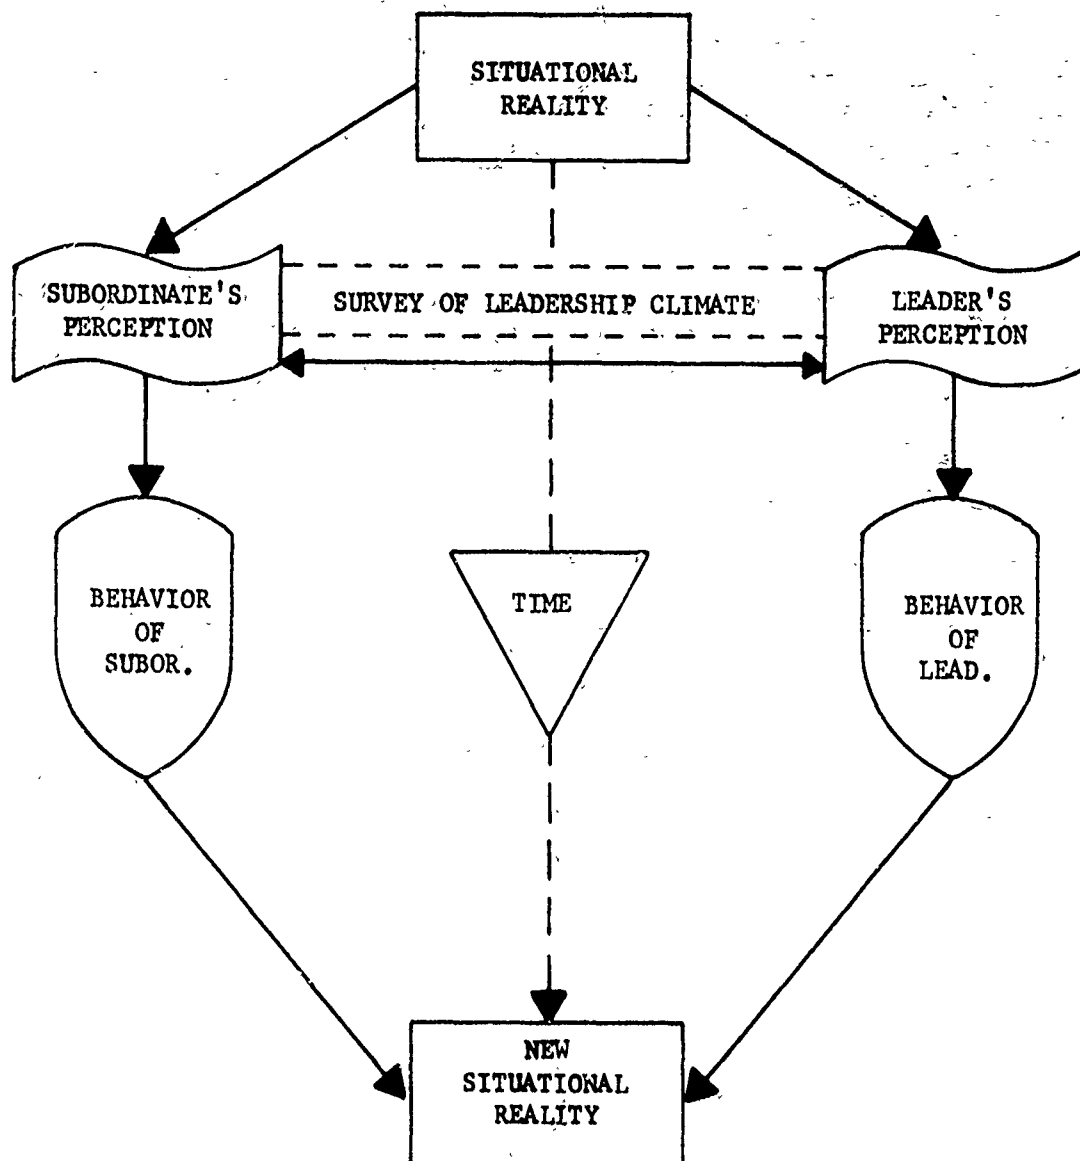 SITUATIONAL
REALITY
SUBORDINATE'S
PERCEPTION
SURVEY OF LEADERSHIP CLIMATE
LEADER'S
PERCEPTION
BEHAVIOR
OF
SUBOR.
TIME
BEHAVIOR
OF
LEAD.
NEW
SITUATIONAL
REALITY